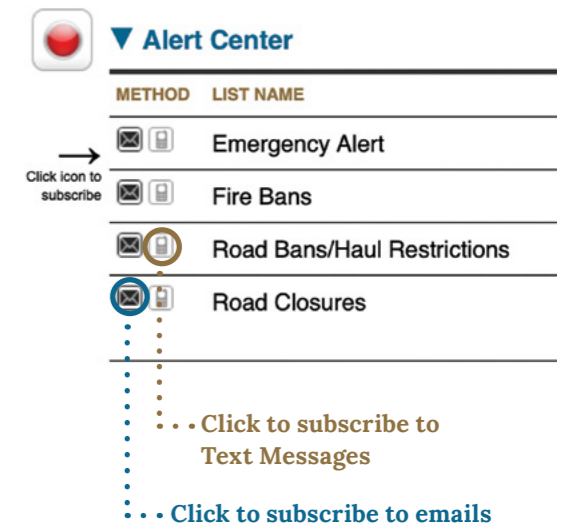 ▼ Alert Center
METHOD LIST NAME
Emergency Alert
Click icon to
subscribe
Fire Bans
Road Bans/Haul Restrictions
Road Closures
Click to subscribe to
Text Messages
Click to subscribe to emails